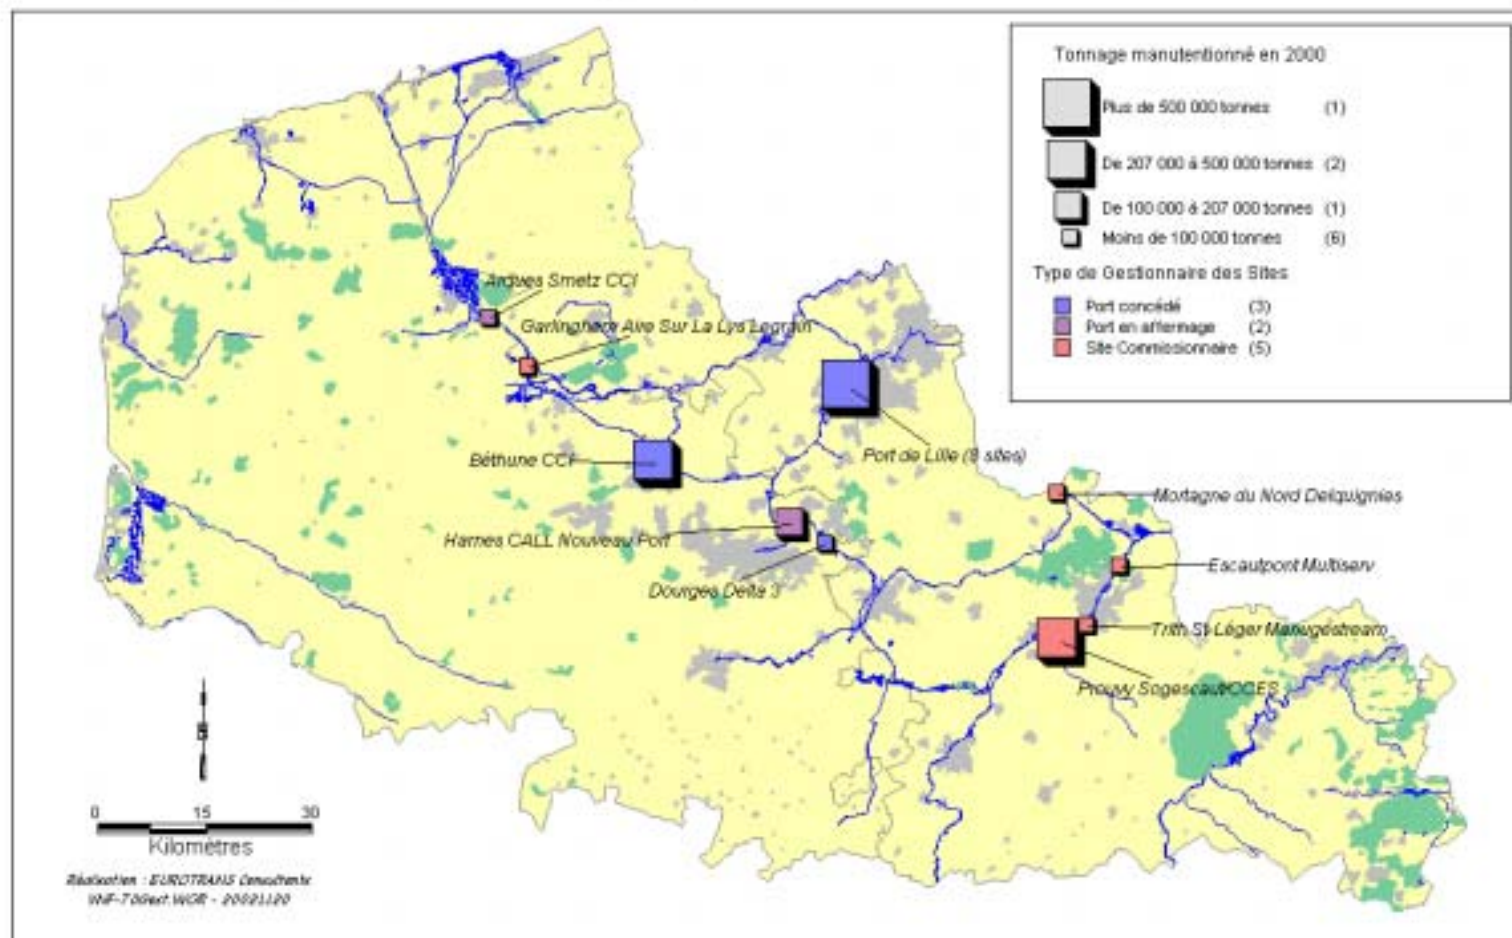 Tonnage manutentionné en 2000
Plus de 500 000 tonnes (1)
De 207 000 à 500 000 tonnes (2)
De 100 000 à 207 000 tonnes (1)
Moins de 100 000 tonnes (6)
Type de Gestionnaire des Sites
Port concédé (3)
Port en affermage (2)
Site Commissionnaire (5)
Arques Smetz CCI
Garlinghem Aire Sur La Lys Legrain
Port de Lille (8 sites)
Béthune CCI
Mortagne du Nord Delquignies
Harnes CALL Nouveau Port
Escautpont Multiserv
Dourges Delta 3
Trith St Léger Manugestream
Prouvy Sogescaut/CCES
0 15 30
Kilomètres
Réalisation : EUROTRANS Consultants